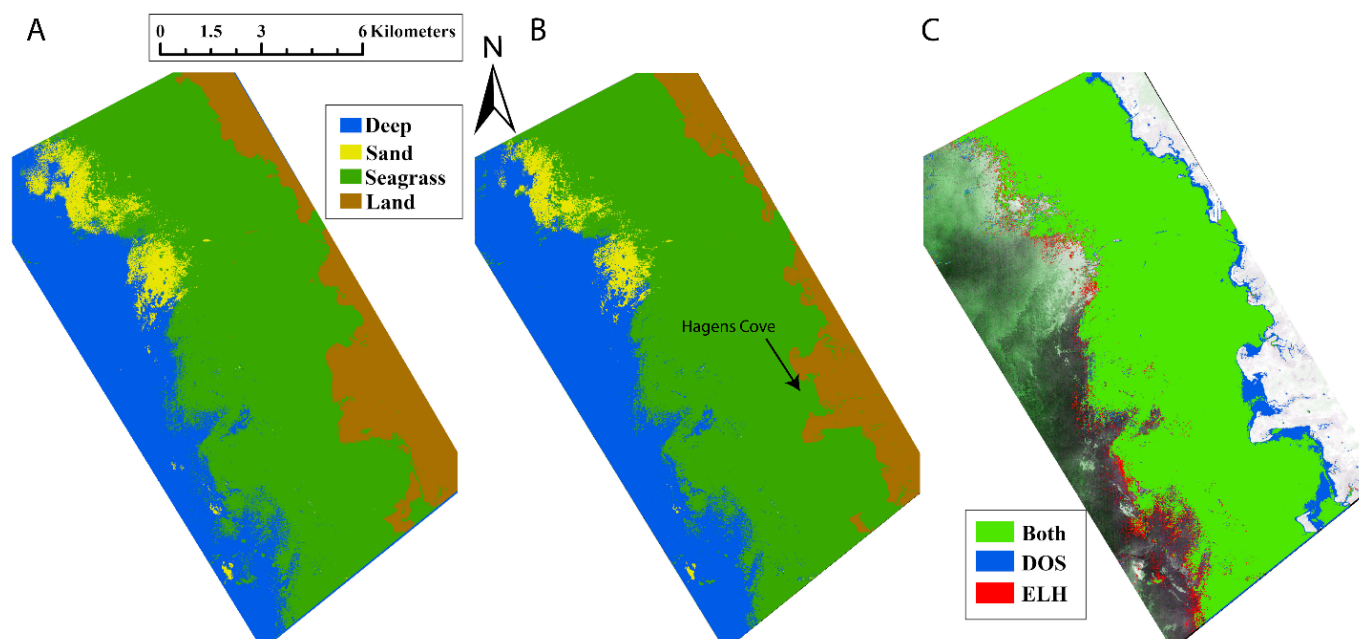 A
0 1.5 3 6 Kilometers
B
N
C
Deep
Sand
Seagrass
Land
Hagens Cove
Both
DOS
ELH